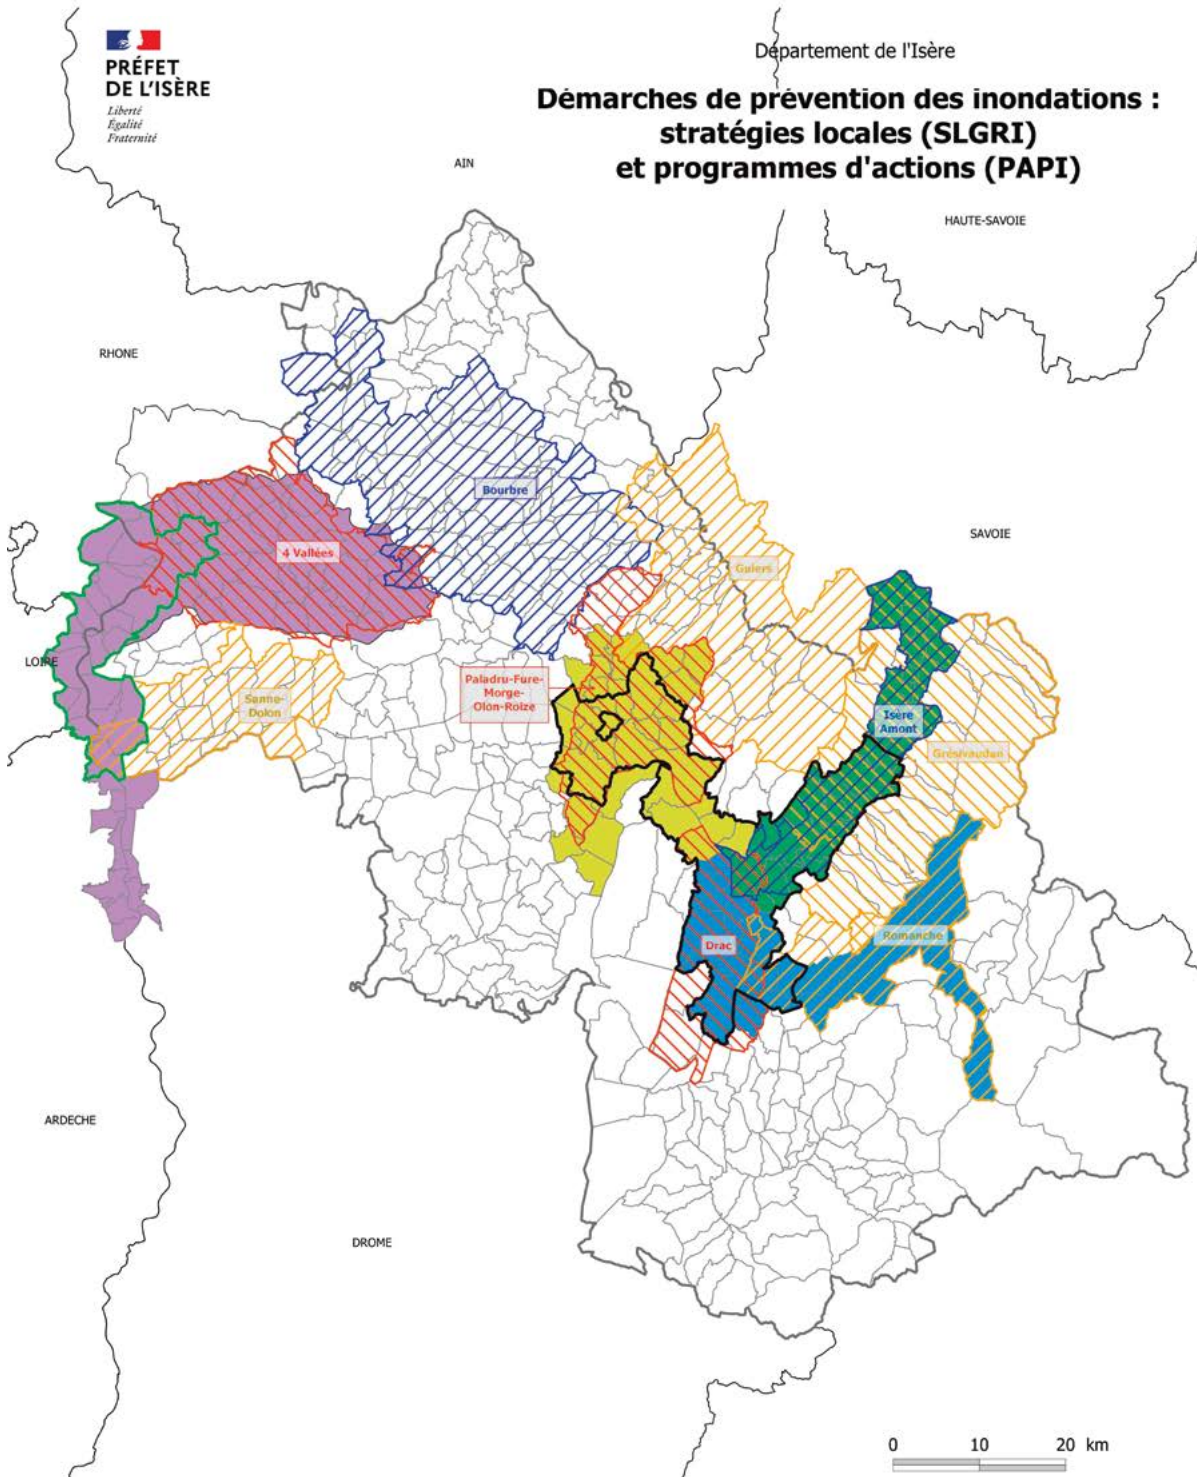 PRÉFET
DE L'ISÈRE
Liberté
Égalité
Fraternité
Département de l'Isère
Démarches de prévention des inondations :
stratégies locales (SLGRI)
et programmes d'actions (PAPI)
AIN
HAUTE-SAVOIE
RHONE
Bourbre
SAVOIE
4 Vallées
Guiers
LOIRE
Paladru-Fure-
Morge-
Olon-Roize
Sanne-
Dolon
Isère
Amont
Grésivaudan
Drac
Romanche
ARDECHE
DROME
0 10 20 km